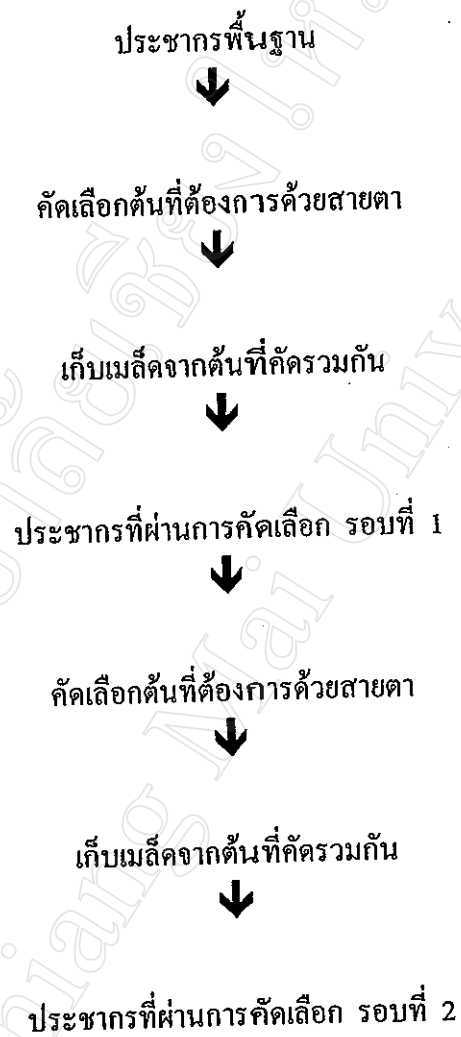 ประชากรพื้นฐาน
คัดเลือกต้นที่ต้องการด้วยสายตา
เก็บเมล็ดจากต้นที่คัดรวมกัน
ประชากรที่ผ่านการคัดเลือก รอบที่ 1
คัดเลือกต้นที่ต้องการด้วยสายตา
เก็บเมล็ดจากต้นที่คัดรวมกัน
ประชากรที่ผ่านการคัดเลือก รอบที่ 2